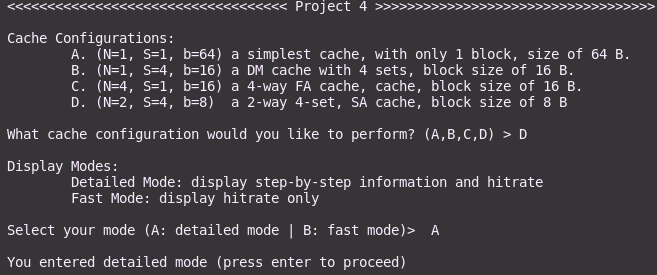 <<<<<<<<<<<<<<<<<<<<<<<<<<<<<<<<<<< Project 4 >>>>>>>>>>>>>>>>>>>>>>>>>>>>>>>>>>>
Cache Configurations:
A. (N=1, S=1, b=64) a simplest cache, with only 1 block, size of 64 B.
B. (N=1, S=4, b=16) a DM cache with 4 sets, block size of 16 B.
C. (N=4, S=1, b=16) a 4-way FA cache, cache, block size of 16 B.
D. (N=2, S=4, b=8)  a 2-way 4-set, SA cache, block size of 8 B
What cache configuration would you like to perform? (A,B,C,D) > D
Display Modes:
Detailed Mode: display step-by-step information and hitrate
Fast Mode: display hitrate only
Select your mode (A: detailed mode | B: fast mode)>  A
You entered detailed mode (press enter to proceed)